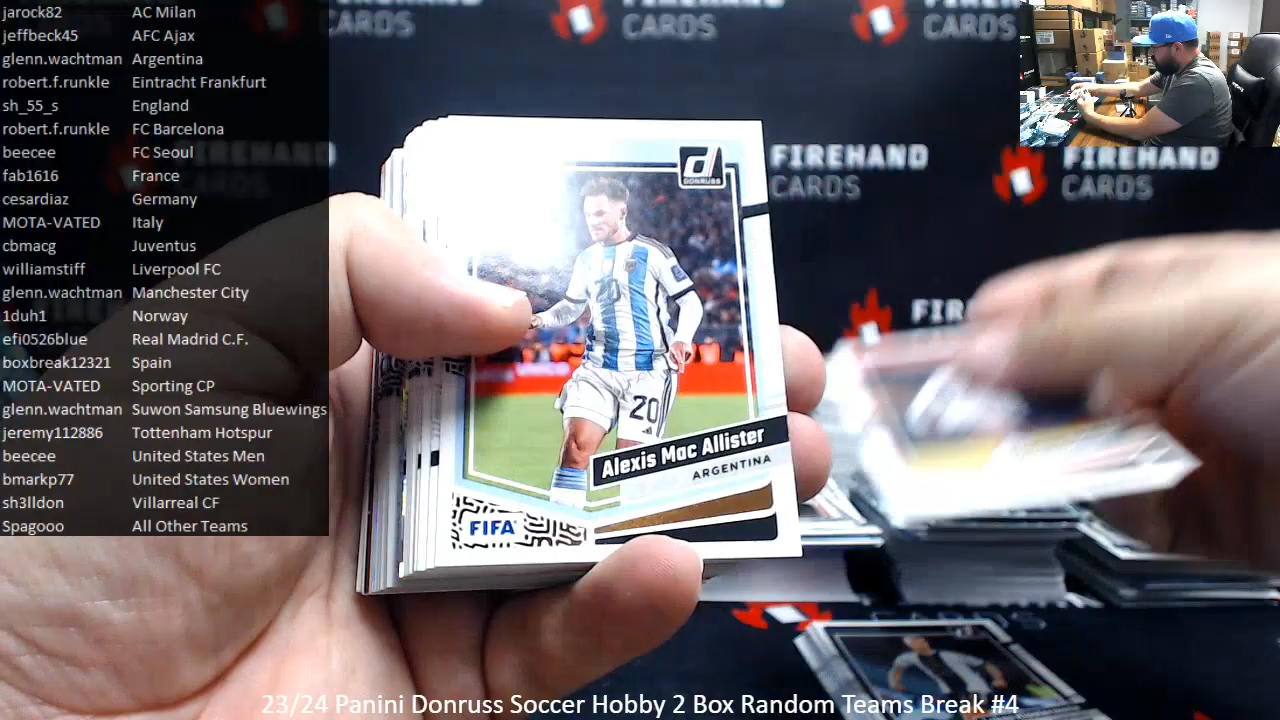 jarock82 AC Milan
jeffbeck45 AFC Ajax
glenn.wachtman Argentina
robert.f.runkle Eintracht Frankfurt
sh_55_s England
robert.f.runkle FC Barcelona
beecee FC Seoul
fab1616 France
cesardiaz Germany
MOTA-VATED Italy
cbmacg Juventus
williamstiff Liverpool FC
glenn.wachtman Manchester City
1duh1 Norway
efi0526blue Real Madrid C.F.
boxbreak12321 Spain
MOTA-VATED Sporting CP
glenn.wachtman Suwon Samsung Bluewings
jeremy112886 Tottenham Hotspur
beecee United States Men
bmarkp77 United States Women
sh3lldon Villarreal CF
Spagooo All Other Teams
FIREHAND
CARDS
CARDS
CARDS
CARDS
FIREHAND
CARDS
FIREHAND
CARDS
FIR
DONRUSS
20
20
Alexis Mac Allister
ARGENTINA
FIFA
23/24 Panini Donruss Soccer Hobby 2 Box Random Teams Break #4